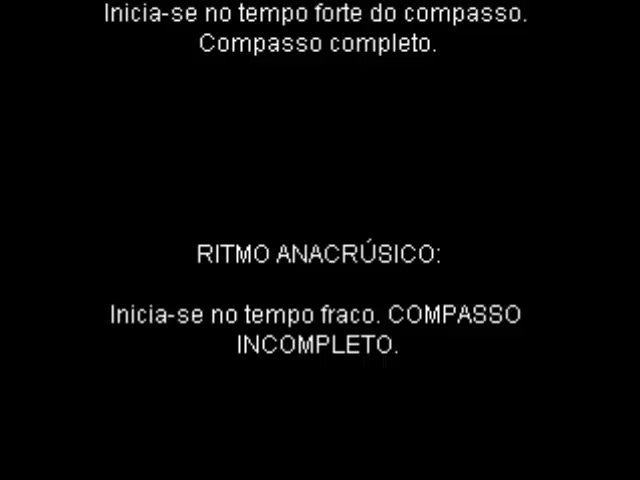 Inicia-se no tempo forte do compasso.
Compasso completo.
RITMO ANACRÚSICO:
Inicia-se no tempo fraco. COMPASSO
INCOMPLETO.